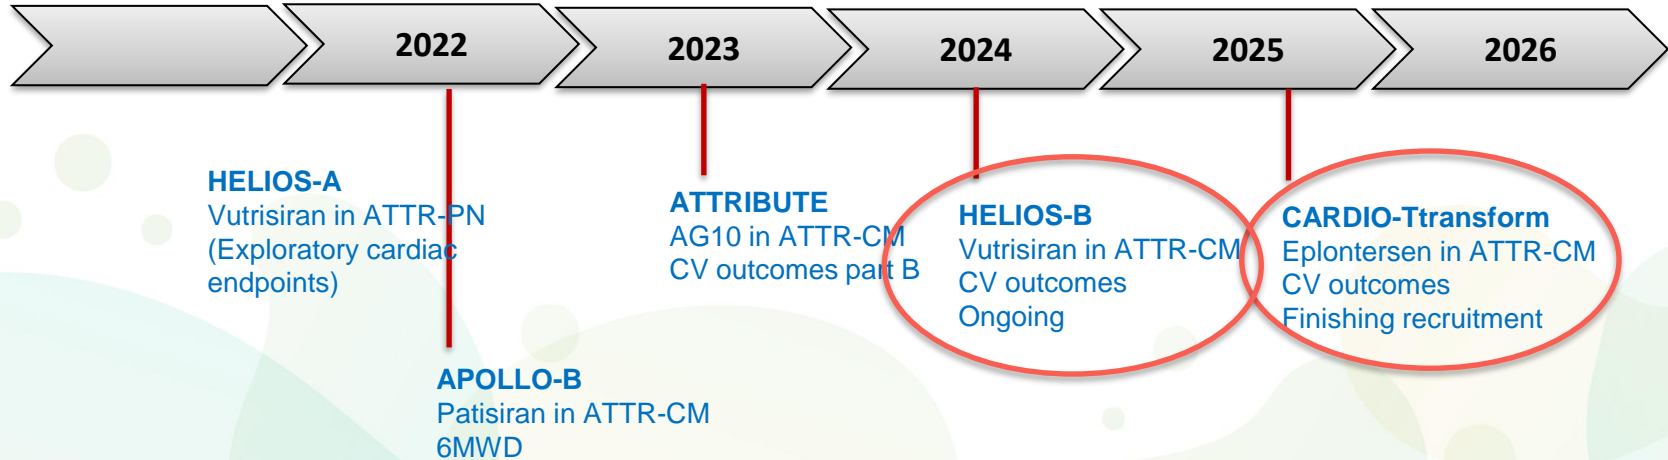 2022
2023
2024
2025
2026
HELIOS-A
Vutrisiran in ATTR-PN
(Exploratory cardiac
endpoints)
APOLLO-B
Patisiran in ATTR-CM
6MWD
ATTRIBUTE
AG10 in ATTR-CM
CV outcomes part B
HELIOS-B
Vutrisiran in ATTR-CM
CV outcomes
Ongoing
CARDIO-Ttransform
Eplontersen in ATTR-CM
CV outcomes
Finishing recruitment